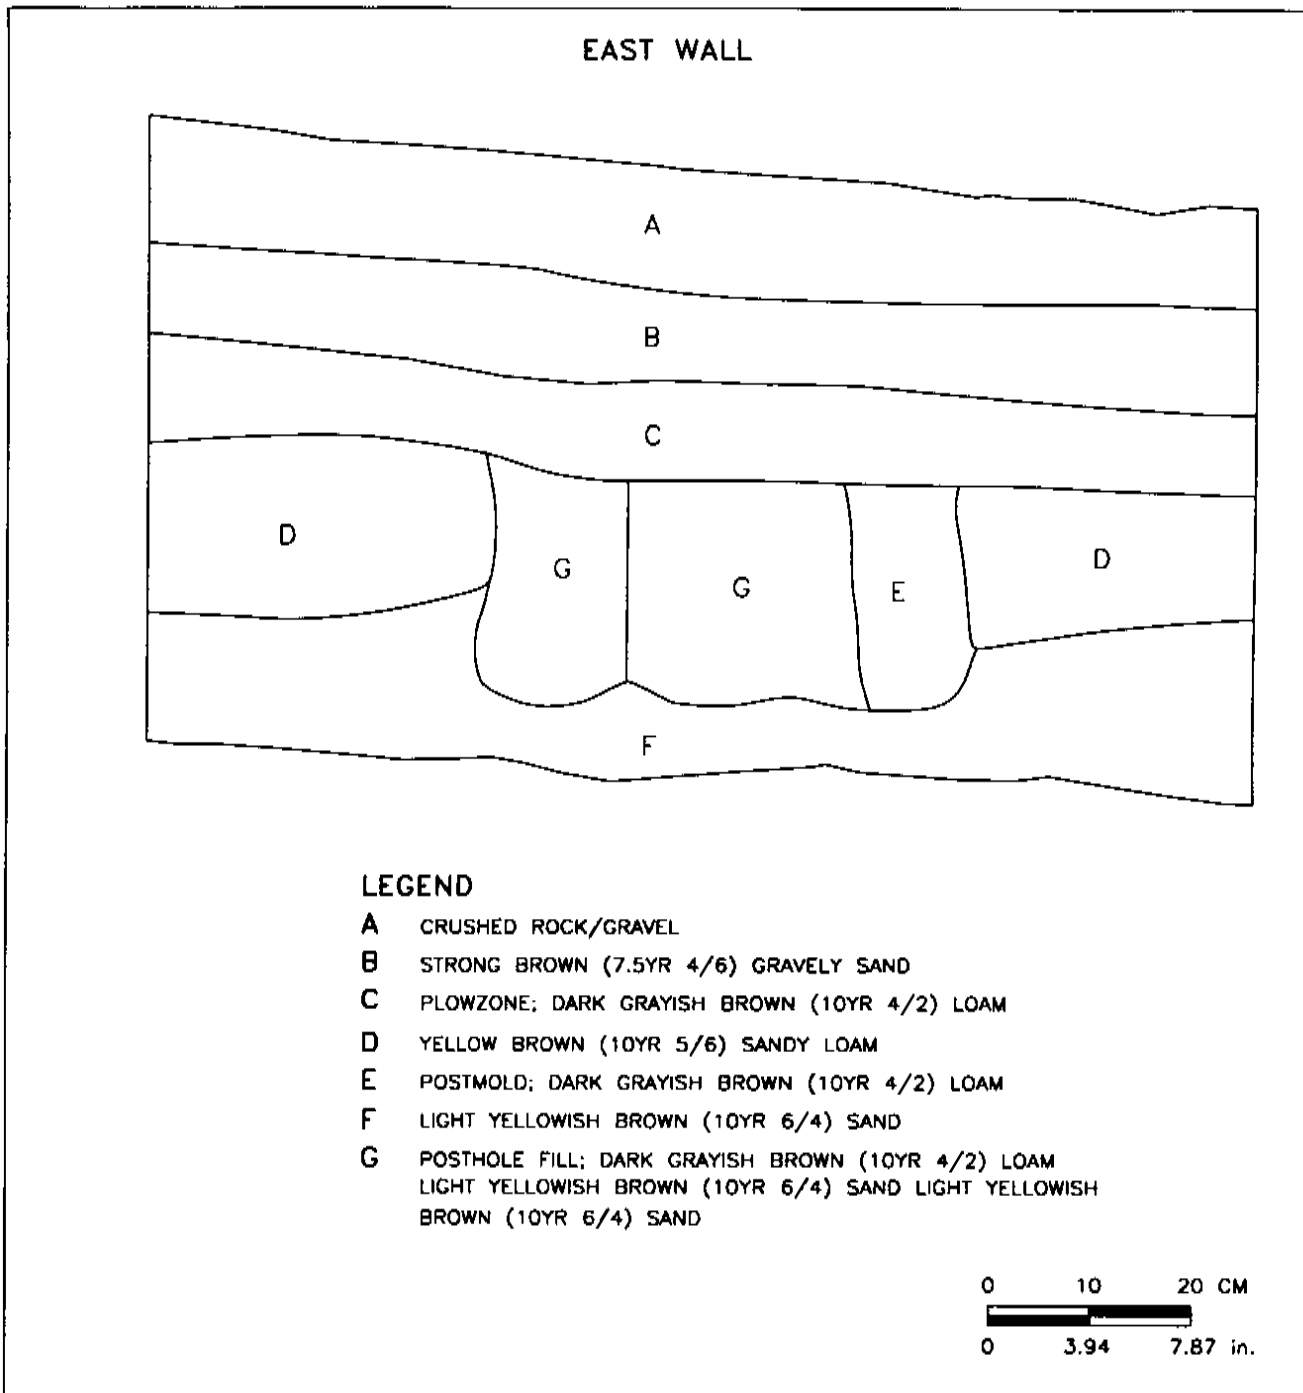 EAST WALL
A
B
C
D
G
G
E
D
F
LEGEND
A CRUSHED ROCK/GRAVEL
B STRONG BROWN (7.5YR 4/6) GRAVELY SAND
C PLOWZONE; DARK GRAYISH BROWN (10YR 4/2) LOAM
D YELLOW BROWN (10YR 5/6) SANDY LOAM
E POSTMOLD; DARK GRAYISH BROWN (10YR 4/2) LOAM
F LIGHT YELLOWISH BROWN (10YR 6/4) SAND
G POSTHOLE FILL; DARK GRAYISH BROWN (10YR 4/2) LOAM
LIGHT YELLOWISH BROWN (10YR 6/4) SAND LIGHT YELLOWISH
BROWN (10YR 6/4) SAND
0 10 20 CM
0 3.94 7.87 in.